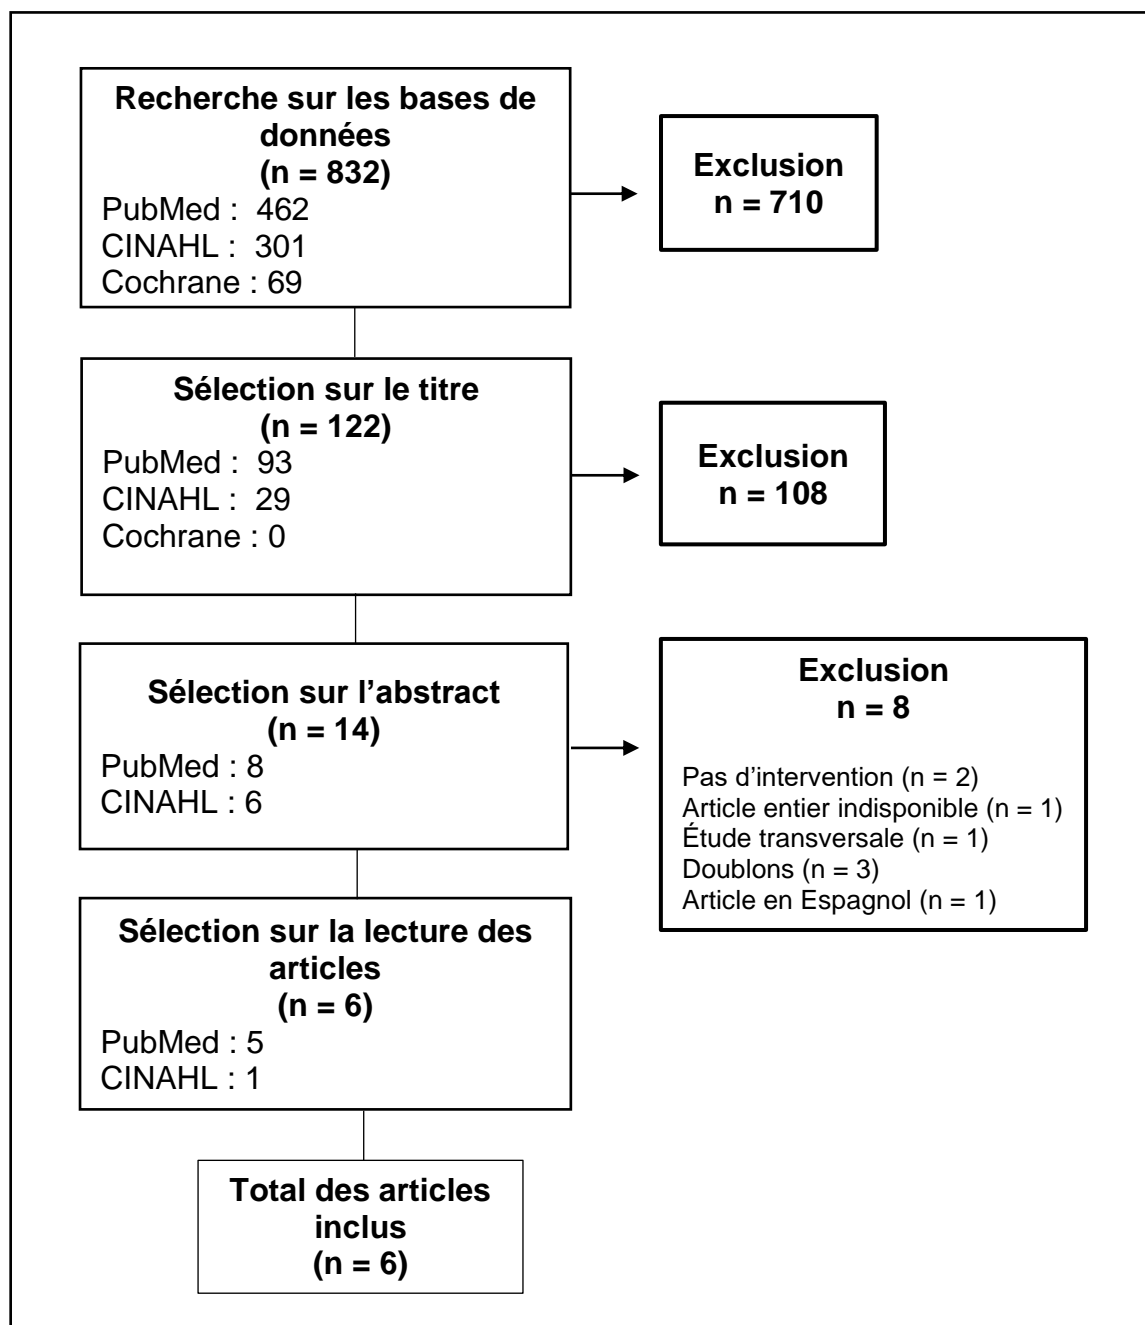 Recherche sur les bases de
données
(n = 832)
PubMed : 462
CINAHL : 301
Cochrane : 69
Exclusion
n = 710
Sélection sur le titre
(n = 122)
PubMed : 93
CINAHL : 29
Cochrane : 0
Exclusion
n = 108
Sélection sur l’abstract
(n = 14)
PubMed : 8
CINAHL : 6
Exclusion
n = 8
Pas d’intervention (n = 2)
Article entier indisponible (n = 1)
Étude transversale (n = 1)
Doublons (n = 3)
Article en Espagnol (n = 1)
Sélection sur la lecture des
articles
(n = 6)
PubMed : 5
CINAHL : 1
Total des articles
inclus
(n = 6)